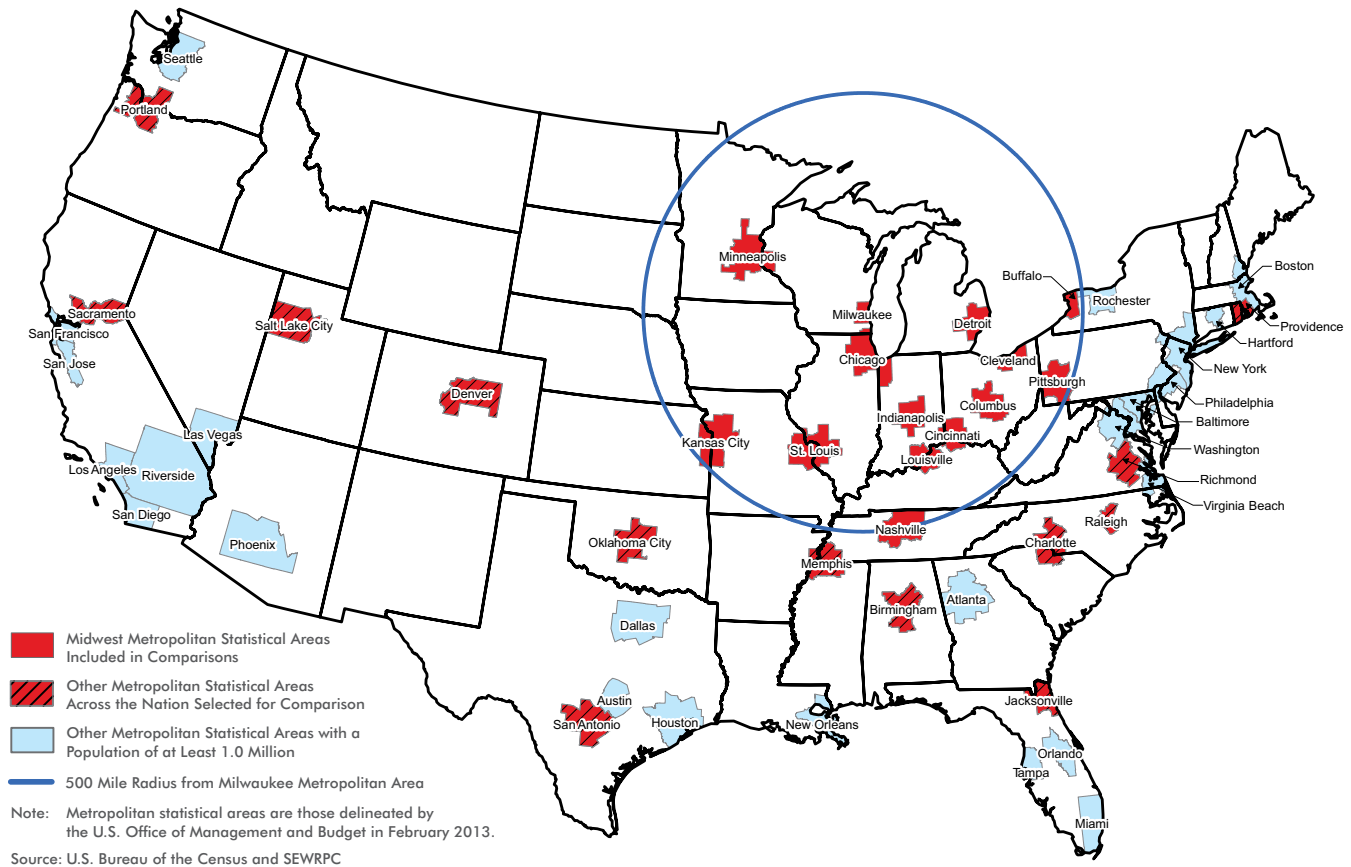 Seattle
Portland
Minneapolis
Buffalo
Rochester
Boston
Sacramento
Salt Lake City
Milwaukee
Detroit
Providence
San Francisco
Hartford
San Jose
Chicago
Cleveland
New York
Denver
Pittsburgh
Indianapolis
Columbus
Philadelphia
Baltimore
Las Vegas
Kansas City
St. Louis
Cincinnati
Louisville
Washington
Los Angeles
Riverside
Richmond
San Diego
Virginia Beach
Phoenix
Oklahoma City
Nashville
Raleigh
Charlotte
Memphis
Birmingham
Atlanta
Dallas
Austin
San Antonio
Houston
New Orleans
Jacksonville
Orlando
Tampa
Miami
Midwest Metropolitan Statistical Areas
Included in Comparisons
Other Metropolitan Statistical Areas
Across the Nation Selected for Comparison
Other Metropolitan Statistical Areas with a
Population of at Least 1.0 Million
500 Mile Radius from Milwaukee Metropolitan Area
Note: Metropolitan statistical areas are those delineated by
the U.S. Office of Management and Budget in February 2013.
Source: U.S. Bureau of the Census and SEWRPC